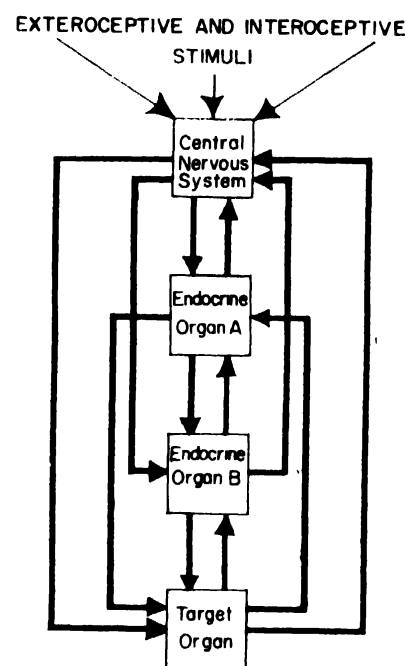 EXTEROCEPTIVE AND INTEROCEPTIVE
STIMULI
Central
Nervous
System
Endocrine
Organ A
Endocrine
Organ B
Target
Organ